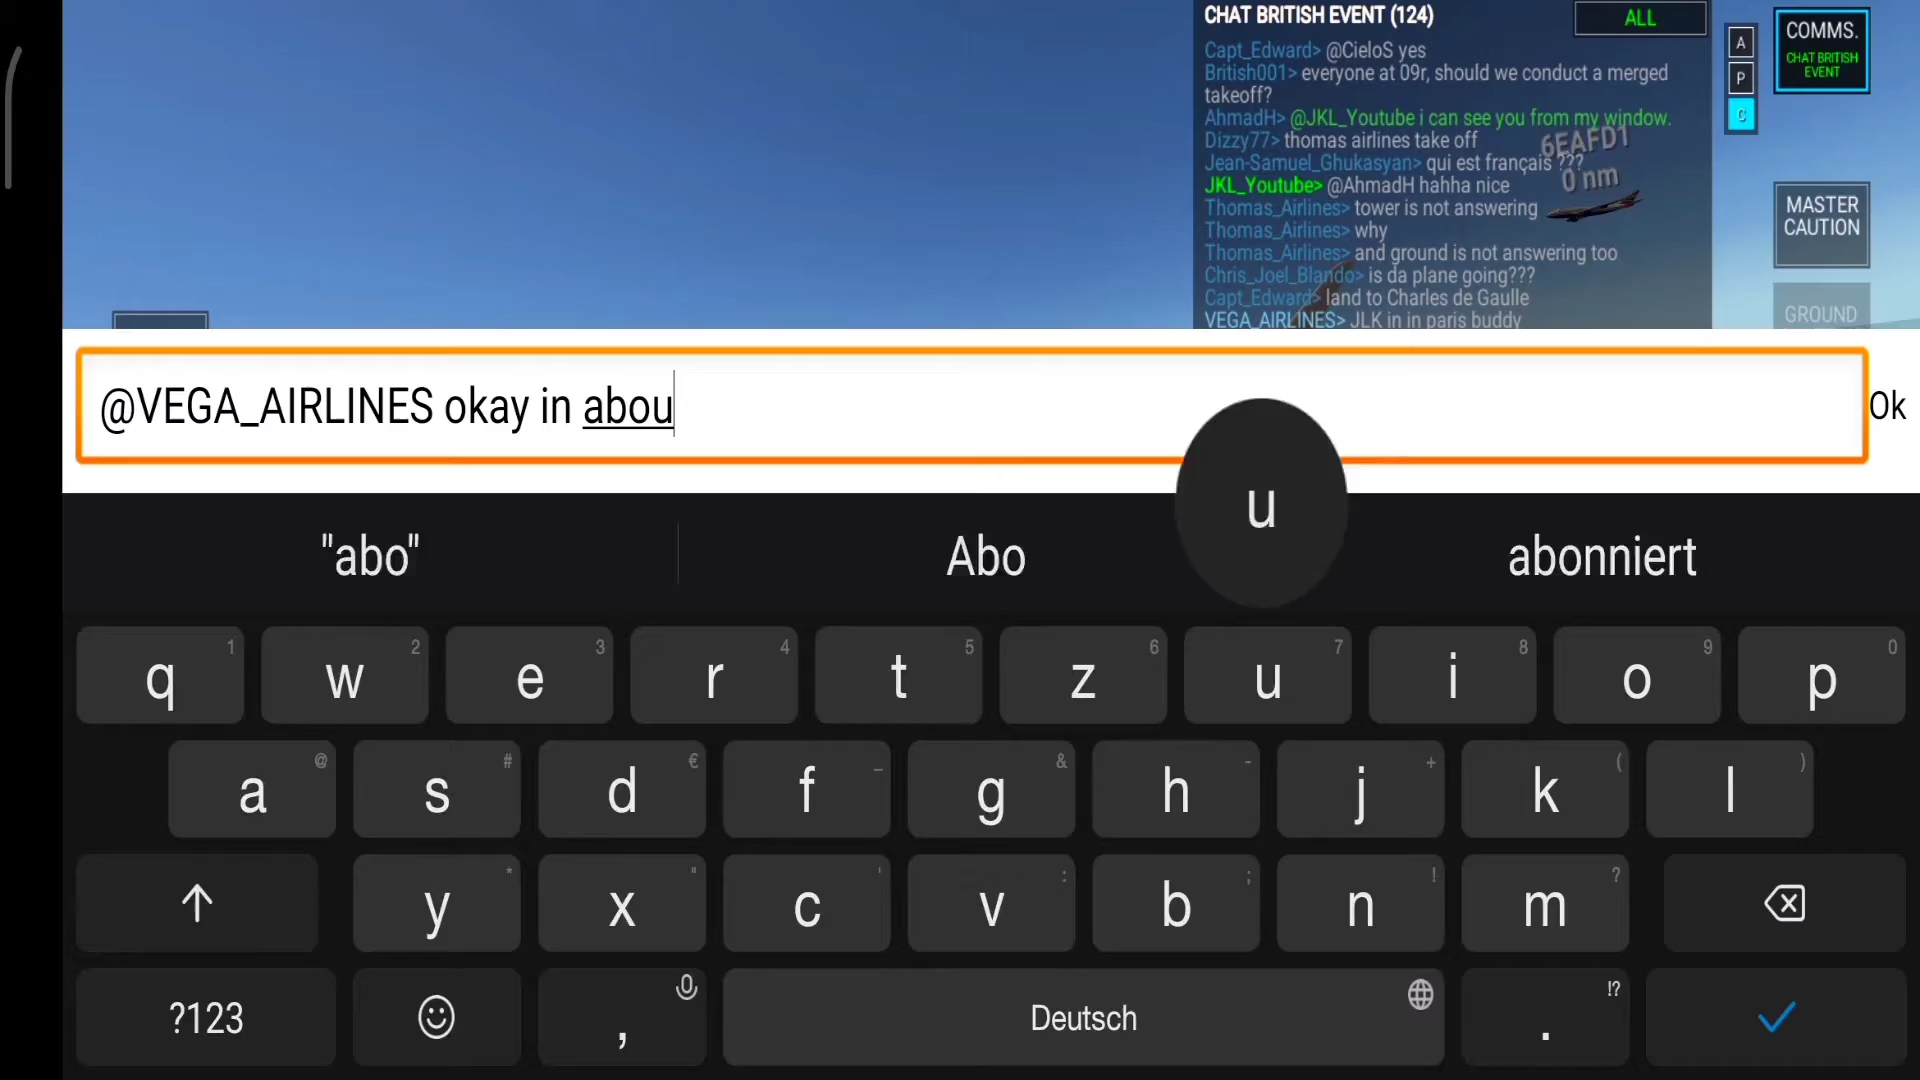 CHAT BRITISH EVENT (124)
ALL
Capt_Edward> @CieloS yes
British001> everyone at 09r, should we conduct a merged
takeoff?
AhmadH> @JKL_Youtube i can see you from my window.
Dizzy77> thomas airlines take off
Jean-Samuel_Ghukasyan> qui est français ???
JKL_Youtube> @AhmadH hahha nice
Thomas_Airlines> tower is not answering
Thomas_Airlines> why
Thomas_Airlines> and ground is not answering too
Chris_Joel_Blando> is da plane going???
Capt_Edward> land to Charles de Gaulle
VEGA_AIRLINES> JLK in in paris buddy
6EAFD1
0 nm
A
P
C
COMMS.
CHAT BRITISH
EVENT
MASTER
CAUTION
GROUND
@VEGA_AIRLINES okay in abou
Ok
u
"abo" Abo abonniert
1 2 3 4 5 6 7 8 9 0
q w e r t z u i o p
@ # € _ & - + ( )
a s d f g h j k l
* " ' : ; ! ?
y x c v b n m
?123 , Deutsch . !?